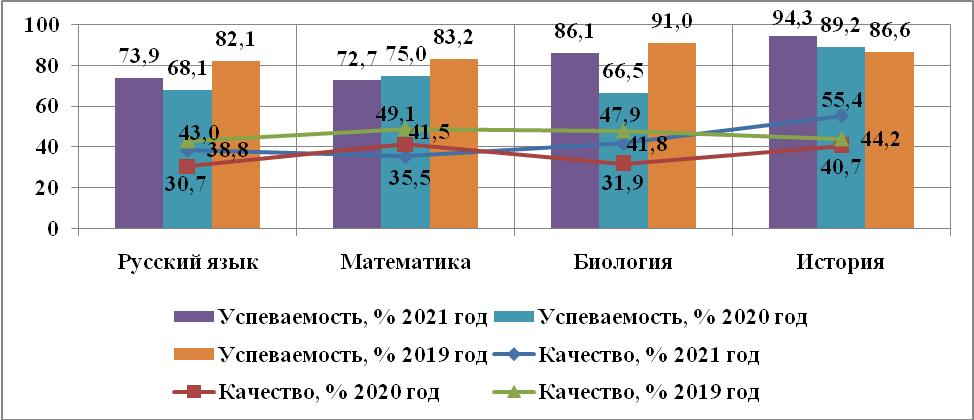 100
80
60
40
20
0
73,9 68,1 82,1 72,7 75,0 83,2 86,1 66,5 91,0 94,3 89,2 86,6
43,0 38,8 30,7 49,1 41,5 35,5 47,9 41,8 31,9 55,4 44,2 40,7
Русский язык Математика Биология История
Успеваемость, % 2021 год Успеваемость, % 2020 год
Успеваемость, % 2019 год Качество, % 2021 год
Качество, % 2020 год Качество, % 2019 год